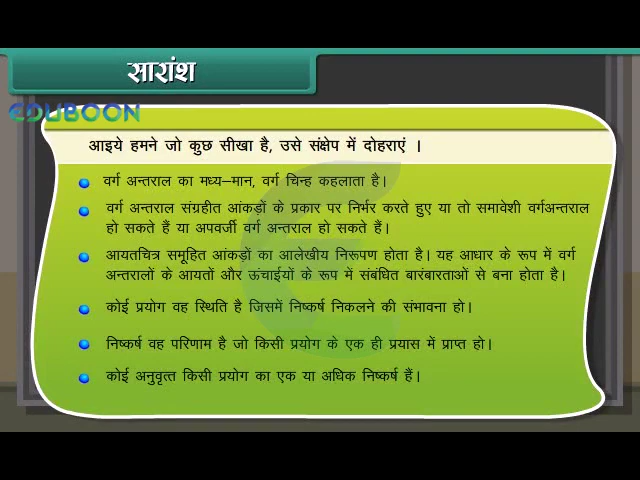 सारांश
EDUBOON
आइये हमने जो कुछ सीखा है, उसे संक्षेप में दोहराएं ।
वर्ग अन्तराल का मध्य–मान, वर्ग चिन्ह कहलाता है।
वर्ग अन्तराल संग्रहीत आंकड़ों के प्रकार पर निर्भर करते हुए या तो समावेशी वर्गअन्तराल
हो सकते हैं या अपवर्जी वर्ग अन्तराल हो सकते हैं।
आयतचित्र समूहित आंकड़ों का आलेखीय निरूपण होता है। यह आधार के रूप में वर्ग
अन्तरालों के आयतों और ऊंचाईयों के रूप में संबंधित बारंबारताओं से बना होता है।
कोई प्रयोग वह स्थिति है जिसमें निष्कर्ष निकलने की संभावना हो।
निष्कर्ष वह परिणाम है जो किसी प्रयोग के एक ही प्रयास में प्राप्त हो।
कोई अनुवृत्त किसी प्रयोग का एक या अधिक निष्कर्ष हैं।